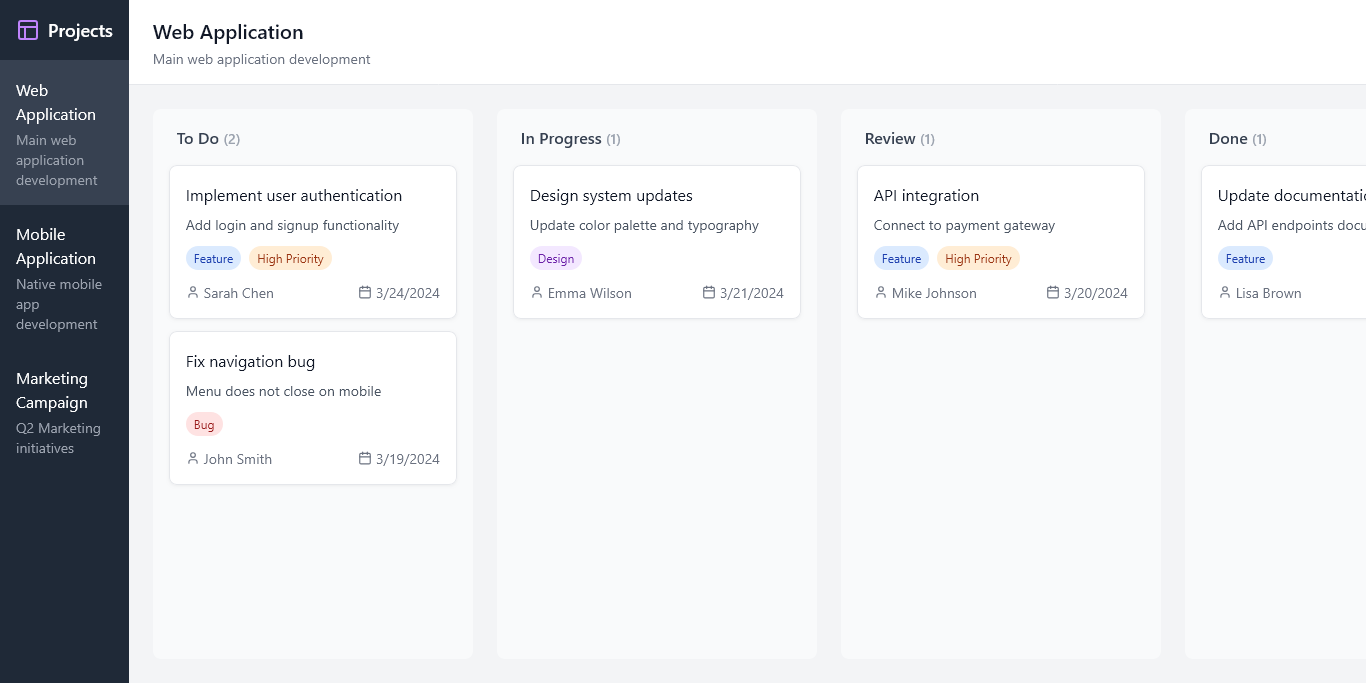 Projects
Web
Application
Main web
application
development
Mobile
Application
Native mobile
app
development
Marketing
Campaign
Q2 Marketing
initiatives
Web Application
Main web application development
To Do (2)
Implement user authentication
Add login and signup functionality
Feature High Priority
Sarah Chen 3/24/2024
Fix navigation bug
Menu does not close on mobile
Bug
John Smith 3/19/2024
In Progress (1)
Design system updates
Update color palette and typography
Design
Emma Wilson 3/21/2024
Review (1)
API integration
Connect to payment gateway
Feature High Priority
Mike Johnson 3/20/2024
Done (1)
Update
Add API endpoints
Feature
Lisa Brown